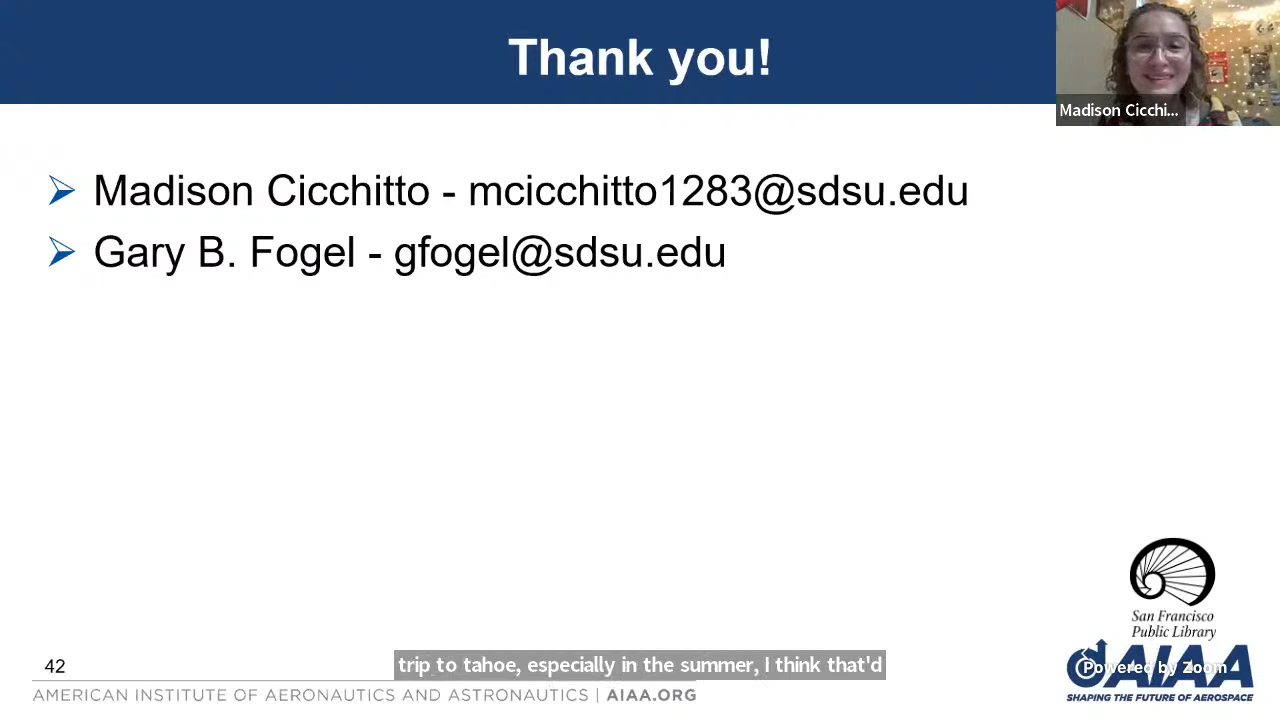 Thank you!
Madison Cicchi...
Madison Cicchitto - mcicchitto1283@sdsu.edu
Gary B. Fogel - gfogel@sdsu.edu
San Francisco
Public Library
42
trip to tahoe, especially in the summer, I think that'd
Powered by Zoom
AIAA
AMERICAN INSTITUTE OF AERONAUTICS AND ASTRONAUTICS | AIAA.ORG
SHAPING THE FUTURE OF AEROSPACE